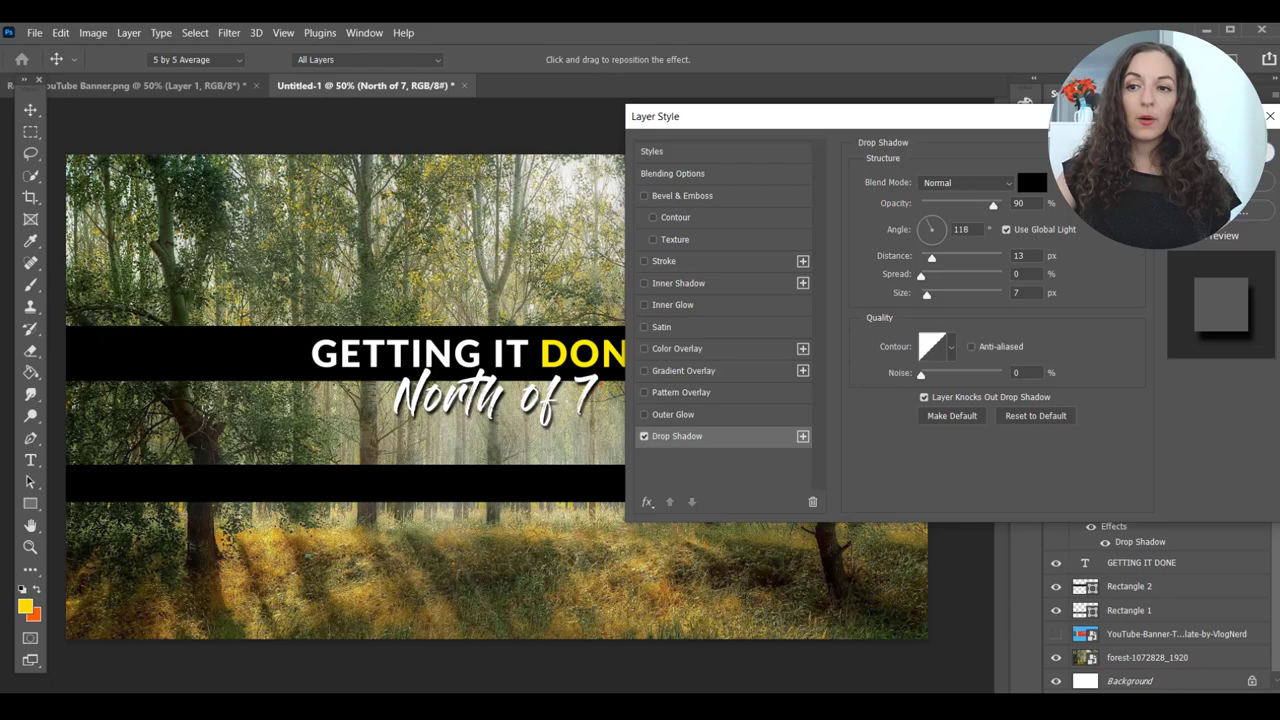 Ps File Edit Image Layer Type Select Filter 3D View Plugins Window Help
5 by 5 Average All Layers Click and drag to reposition the effect.
YouTube Banner.png @ 50% (Layer 1, RGB/8*) * × Untitled-1 @ 50% (North of 7, RGB/8#) * ×
Layer Style
Styles
Blending Options
Bevel & Emboss
Contour
Texture
Stroke
Inner Shadow
Inner Glow
Satin
Color Overlay
Gradient Overlay
Pattern Overlay
Outer Glow
Drop Shadow
fx
Drop Shadow
Structure
Blend Mode: Normal
Opacity: 90 %
Angle: 118 ° Use Global Light
Distance: 13 px
Spread: 0 %
Size: 7 px
Quality
Contour: Anti-aliased
Noise: 0 %
Layer Knocks Out Drop Shadow
Make Default Reset to Default
GETTING IT DON
North of 7
Effects
Drop Shadow
T GETTING IT DONE
Rectangle 2
Rectangle 1
YouTube-Banner-T...late-by-VlogNerd
forest-1072828_1920
Background